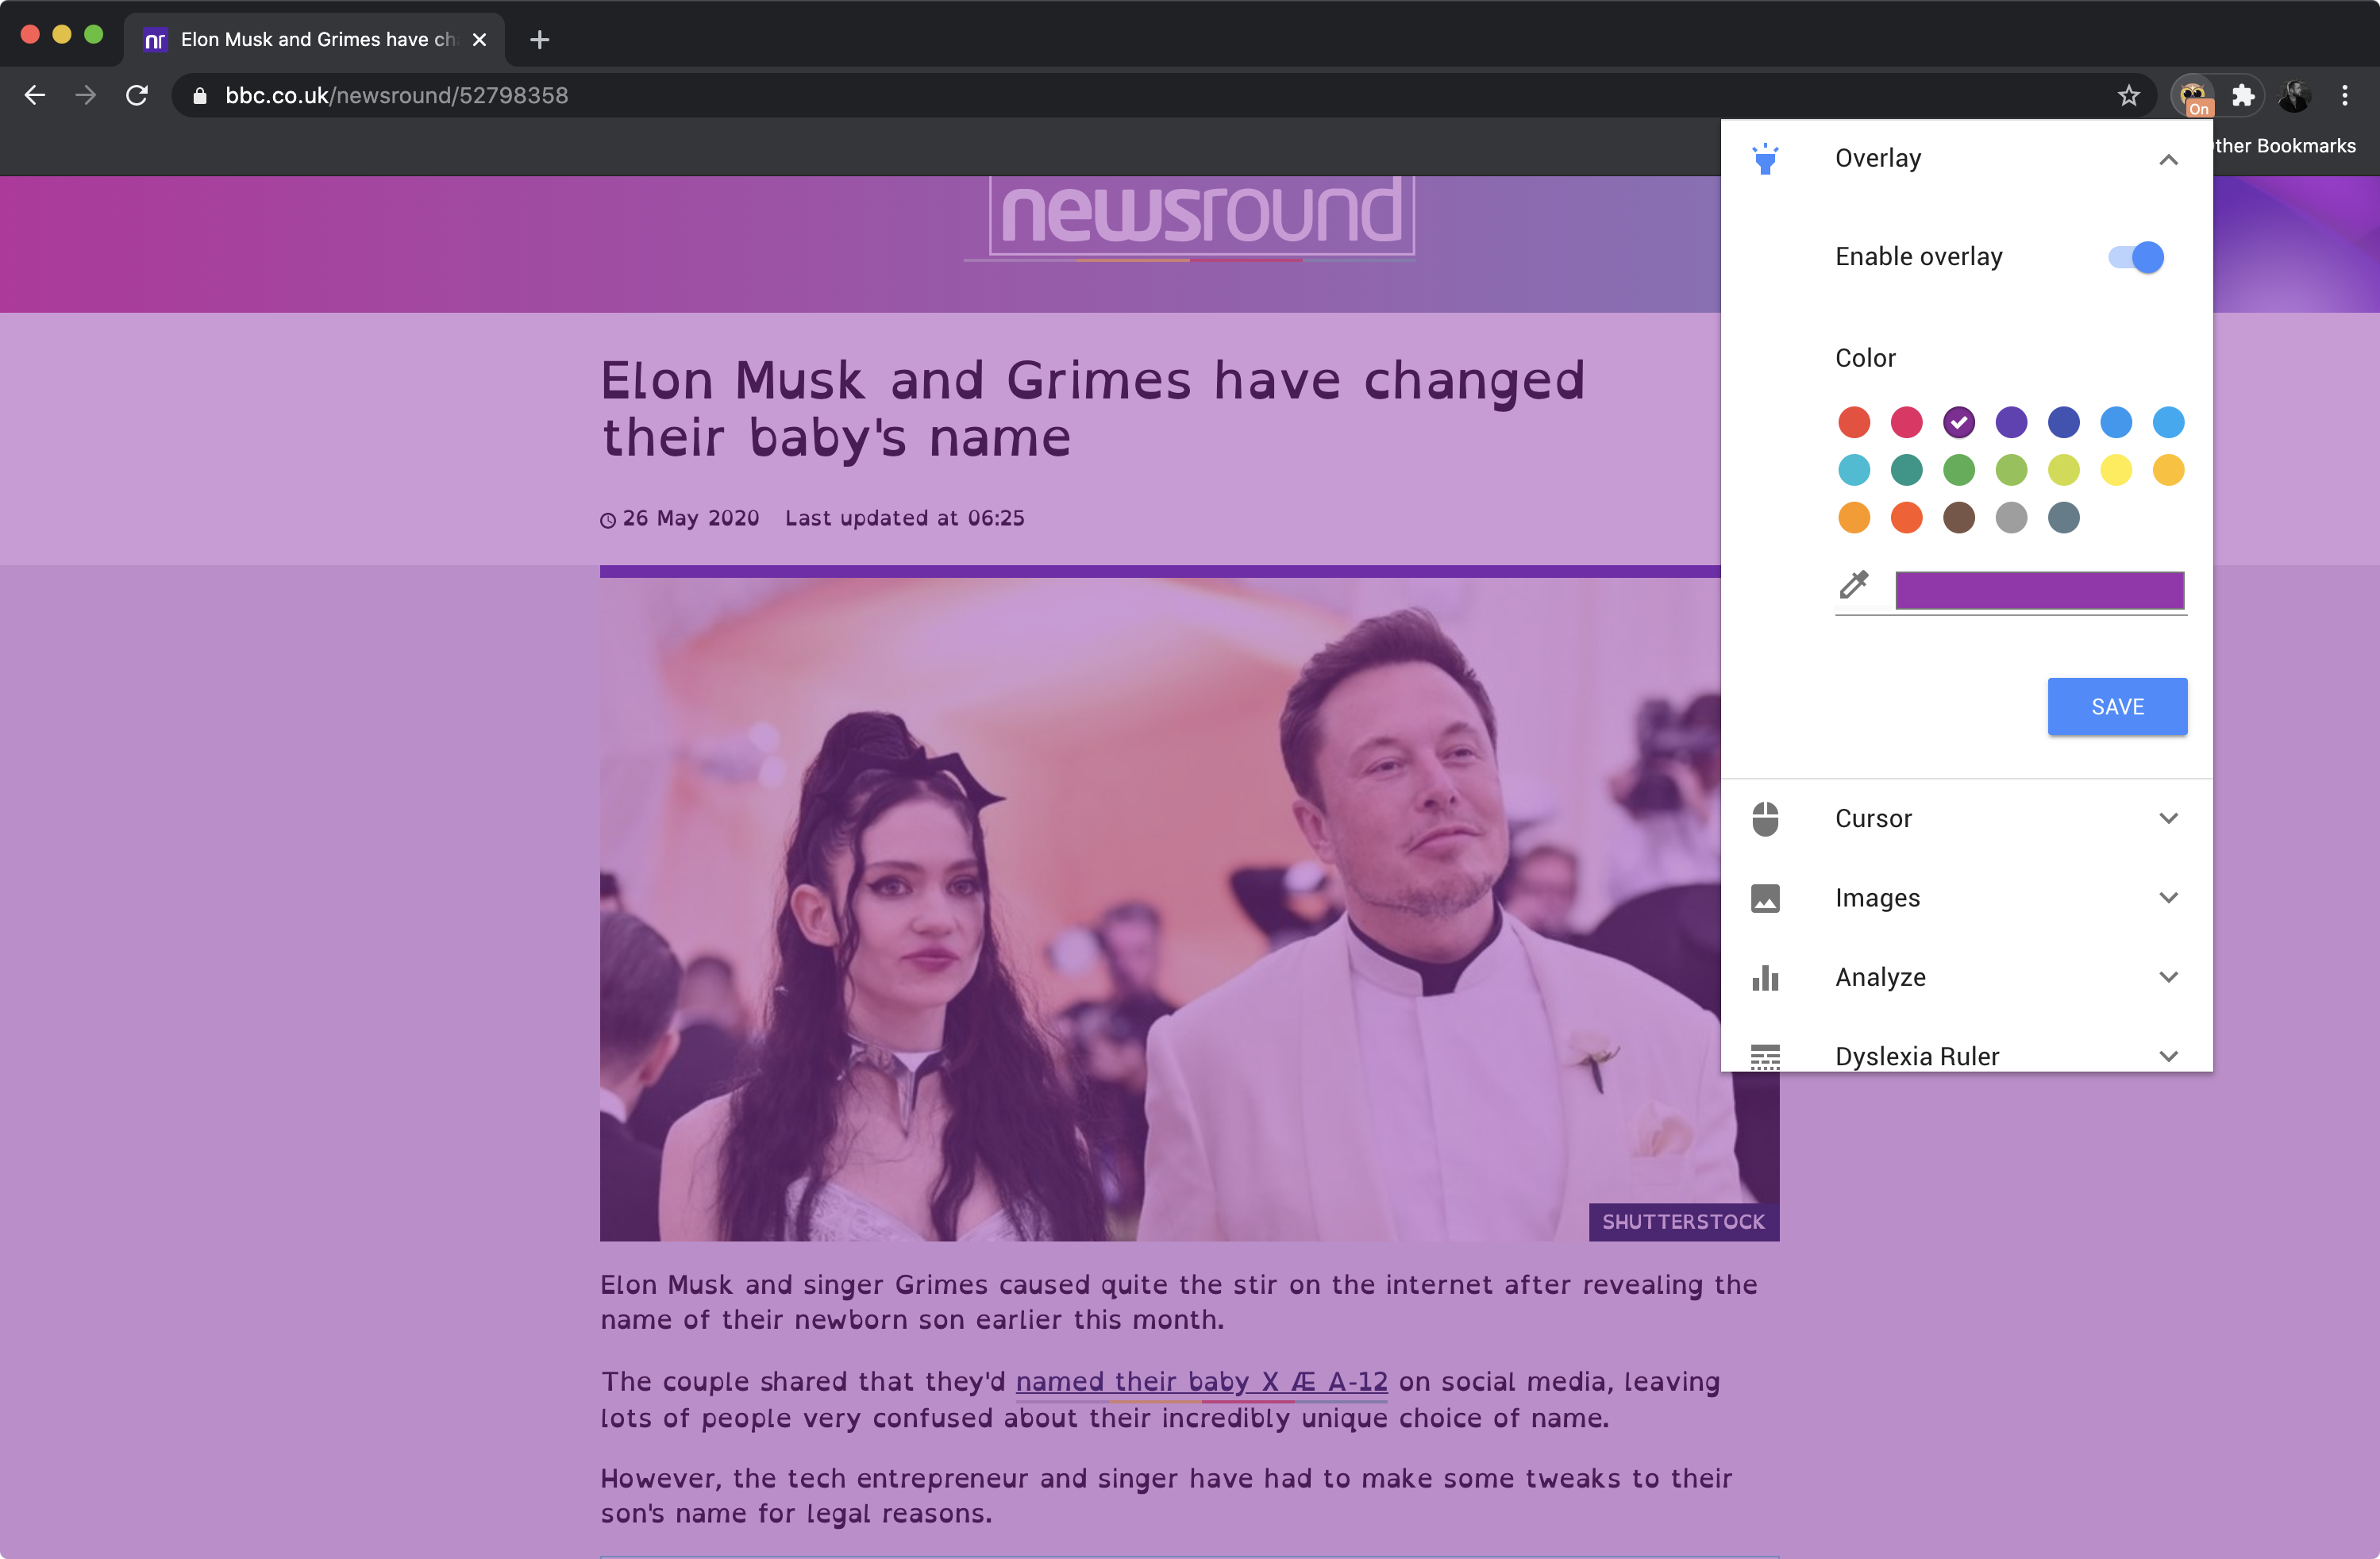 Elon Musk and Grimes have ch
bbc.co.uk/newsround/52798358
On
ther Bookmarks
newsround
Elon Musk and Grimes have changed
their baby's name
26 May 2020 Last updated at 06:25
SHUTTERSTOCK
Elon Musk and singer Grimes caused quite the stir on the internet after revealing the
name of their newborn son earlier this month.
The couple shared that they'd named their baby X Æ A-12 on social media, leaving
lots of people very confused about their incredibly unique choice of name.
However, the tech entrepreneur and singer have had to make some tweaks to their
son's name for legal reasons.
Overlay
Enable overlay
Color
SAVE
Cursor
Images
Analyze
Dyslexia Ruler